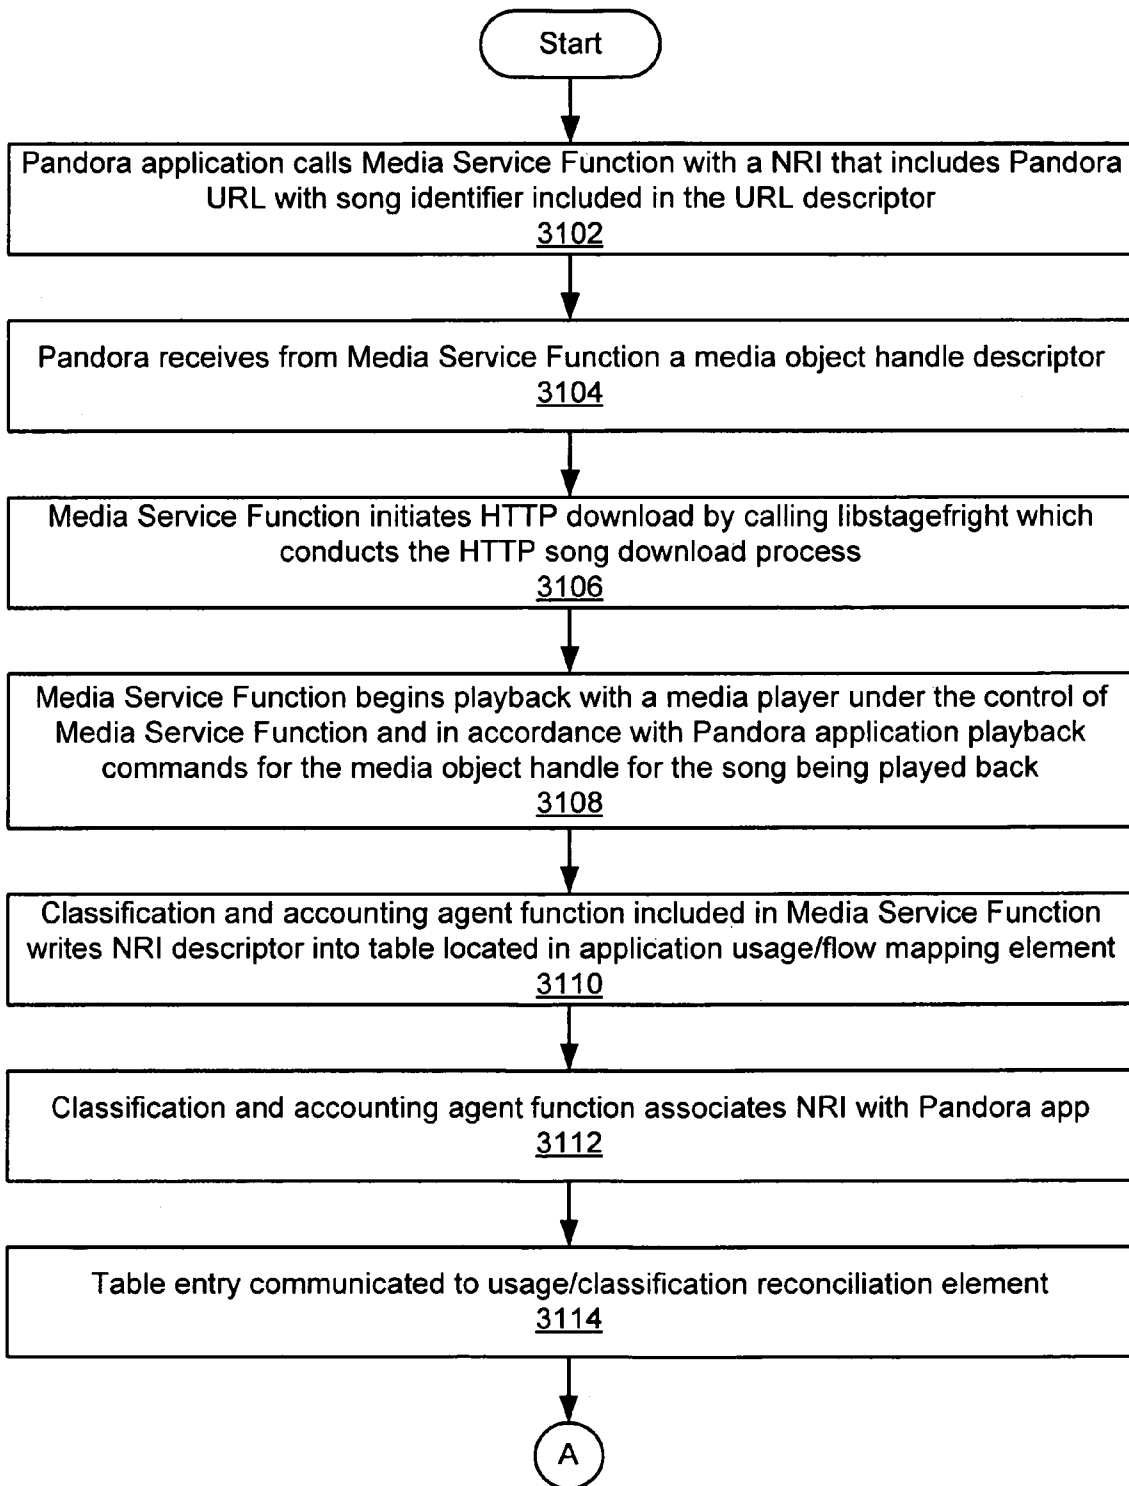 Start
Pandora application calls Media Service Function with a NRI that includes Pandora
URL with song identifier included in the URL descriptor
3102
Pandora receives from Media Service Function a media object handle descriptor
3104
Media Service Function initiates HTTP download by calling libstagefright which
conducts the HTTP song download process
3106
Media Service Function begins playback with a media player under the control of
Media Service Function and in accordance with Pandora application playback
commands for the media object handle for the song being played back
3108
Classification and accounting agent function included in Media Service Function
writes NRI descriptor into table located in application usage/flow mapping element
3110
Classification and accounting agent function associates NRI with Pandora app
3112
Table entry communicated to usage/classification reconciliation element
3114
A